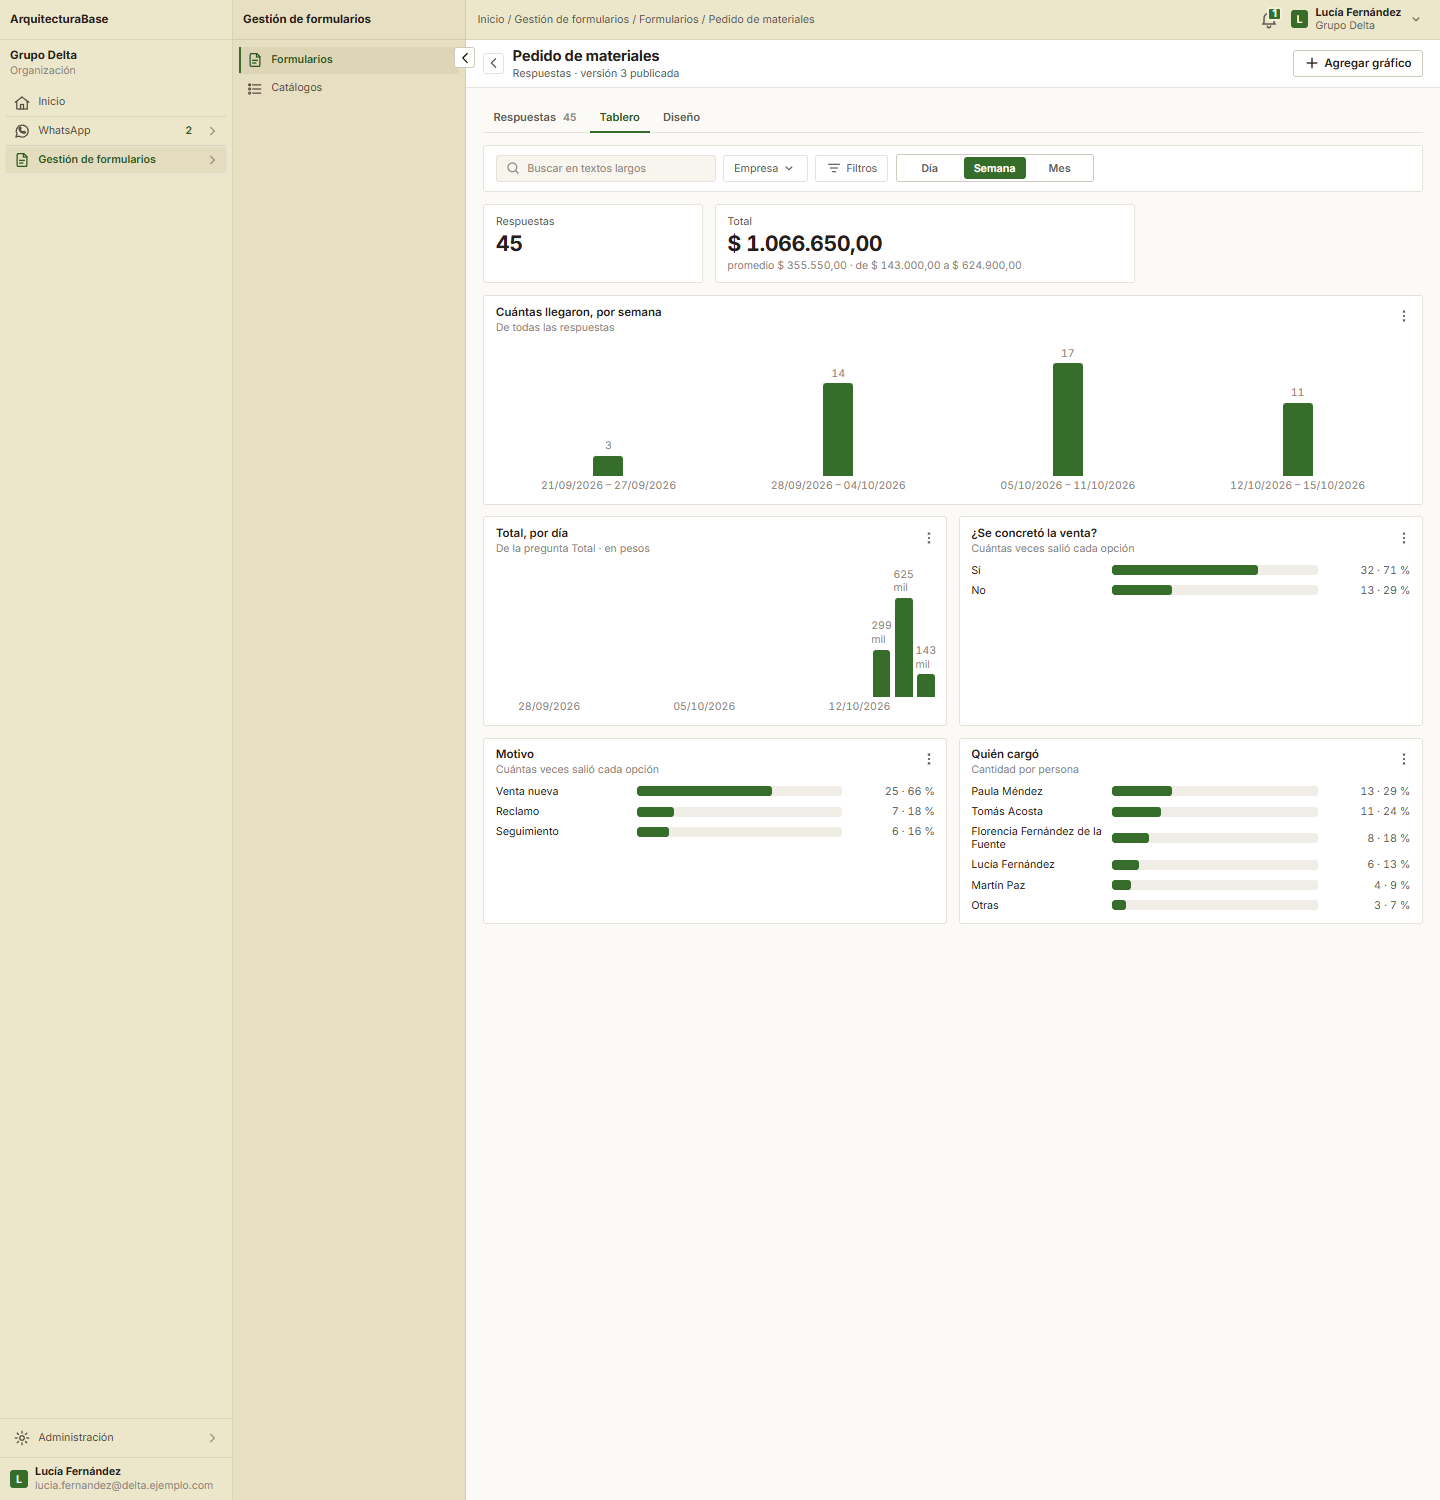 ArquitecturaBase
Grupo Delta
Organización
Inicio
WhatsApp 2
Gestión de formularios
Administración
L
Lucía Fernández
lucia.fernandez@delta.ejemplo.com
Gestión de formularios
Formularios
Catálogos
Inicio / Gestión de formularios / Formularios / Pedido de materiales
1
L
Lucía Fernández
Grupo Delta
Pedido de materiales
Respuestas · versión 3 publicada
Agregar gráfico
Respuestas 45
Tablero
Diseño
Buscar en textos largos
Empresa
Filtros
Día
Semana
Mes
Respuestas
45
Total
$ 1.066.650,00
promedio $ 355.550,00 · de $ 143.000,00 a $ 624.900,00
Cuántas llegaron, por semana
De todas las respuestas
3
14
17
11
21/09/2026 – 27/09/2026
28/09/2026 – 04/10/2026
05/10/2026 – 11/10/2026
12/10/2026 – 15/10/2026
Total, por día
De la pregunta Total · en pesos
299
mil
625
mil
143
mil
28/09/2026
05/10/2026
12/10/2026
¿Se concretó la venta?
Cuántas veces salió cada opción
Sí 32 · 71 %
No 13 · 29 %
Motivo
Cuántas veces salió cada opción
Venta nueva 25 · 66 %
Reclamo 7 · 18 %
Seguimiento 6 · 16 %
Quién cargó
Cantidad por persona
Paula Méndez 13 · 29 %
Tomás Acosta 11 · 24 %
Florencia Fernández de la
Fuente 8 · 18 %
Lucía Fernández 6 · 13 %
Martín Paz 4 · 9 %
Otras 3 · 7 %